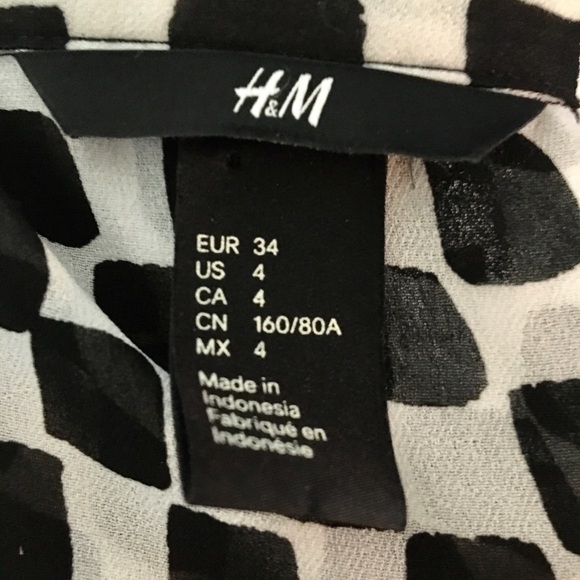 H&M
EUR 34
US 4
CA 4
CN 160/80A
MX 4
Made in
Indonesia
Fabriqué en
Indonésie